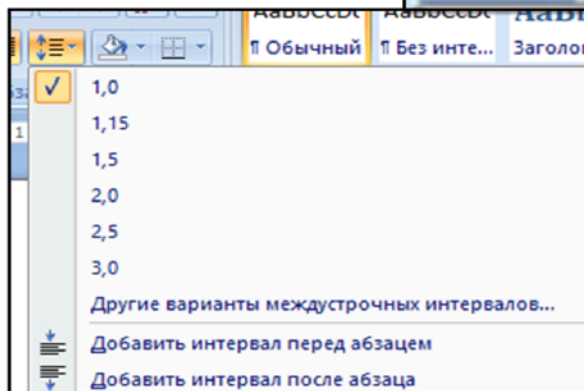 ¶ Обычный ¶ Без инте... Заголо
1
1,0
1,15
1,5
2,0
2,5
3,0
Другие варианты междустрочных интервалов...
Добавить интервал перед абзацем
Добавить интервал после абзаца